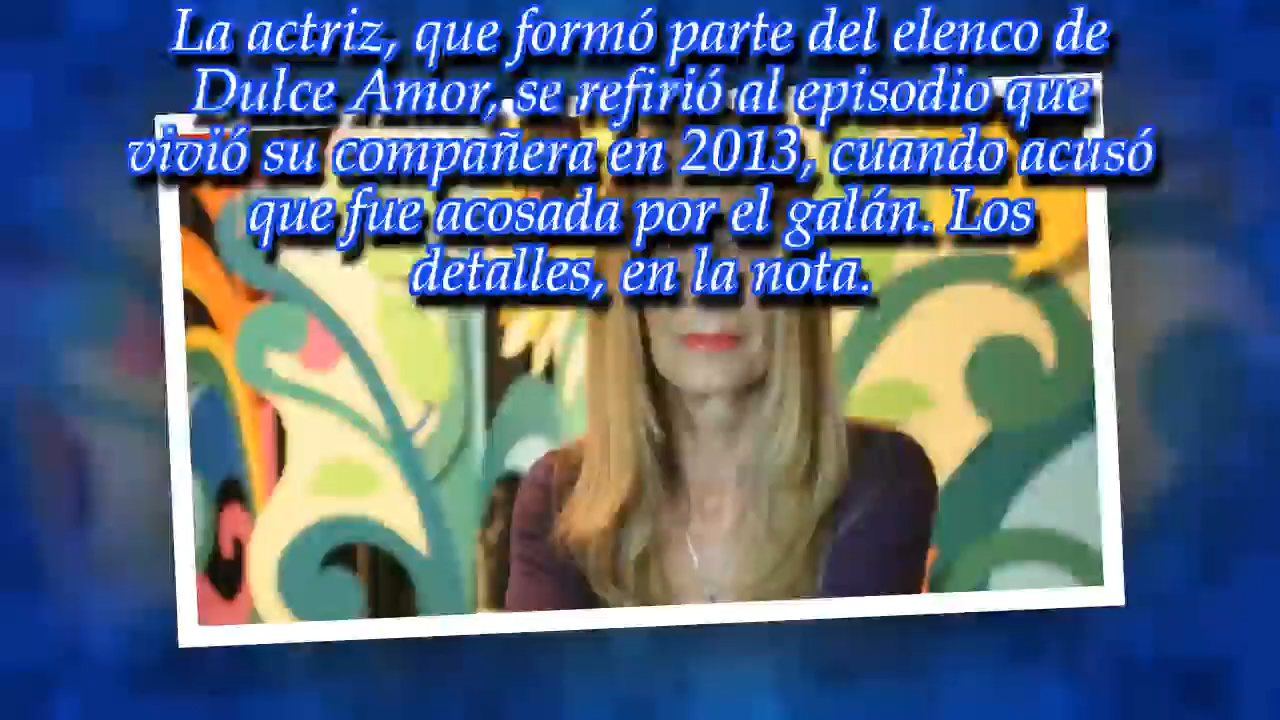 La actriz, que formó parte del elenco de
Dulce Amor, se refirió al episodio que
vivió su compañera en 2013, cuando acusó
que fue acosada por el galán. Los
detalles, en la nota.